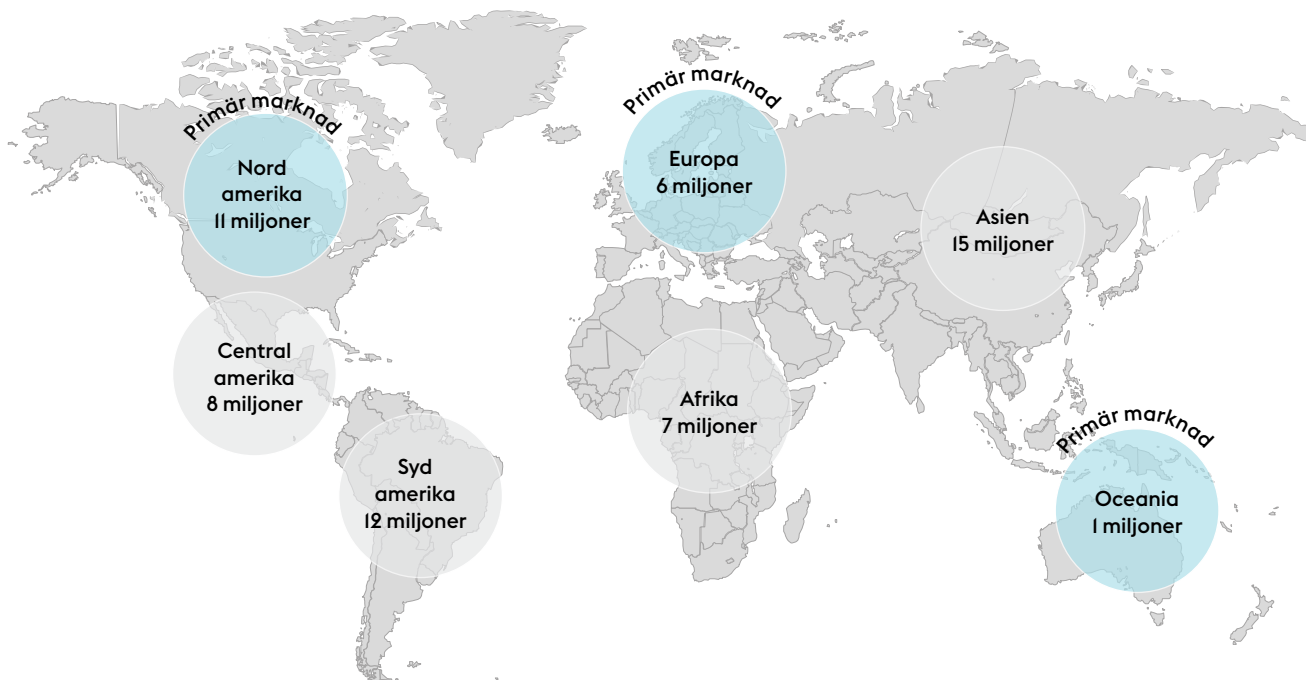 Primär marknad
Nord
amerika
11 miljoner
Primär marknad
Europa
6 miljoner
Asien
15 miljoner
Central
amerika
8 miljoner
Afrika
7 miljoner
Syd
amerika
12 miljoner
Primär marknad
Oceania
1 miljoner